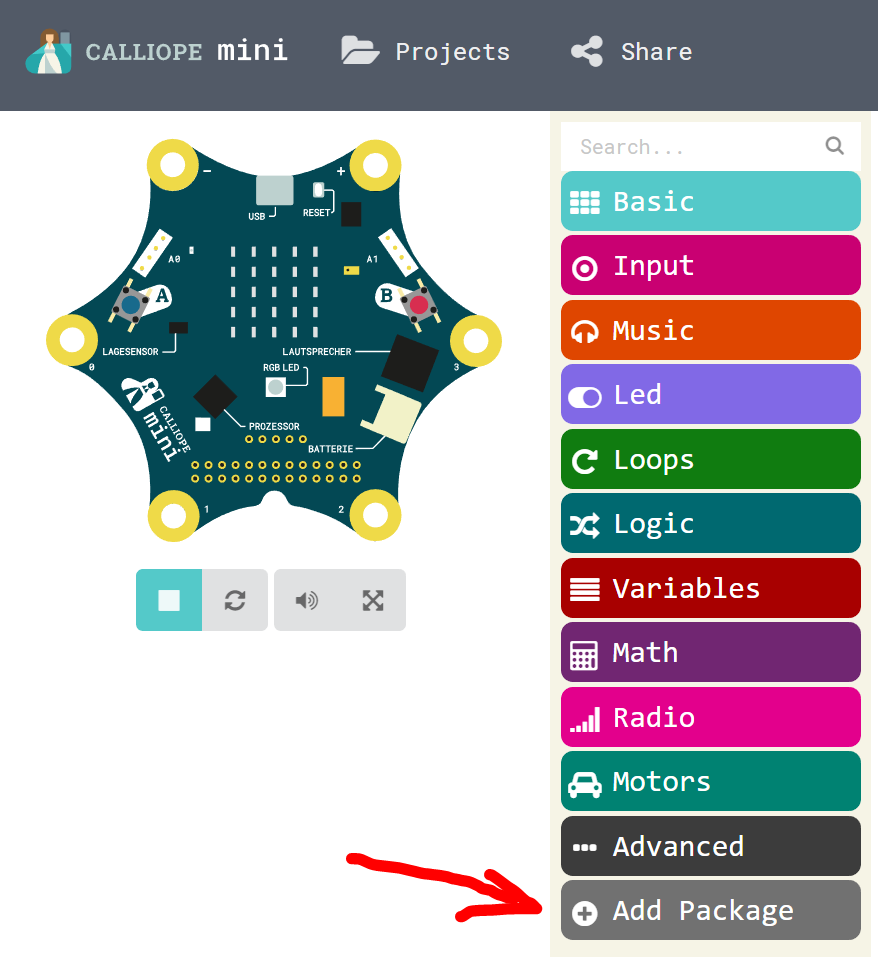 CALLIOPE mini
Projects
Share
Search...
Basic
Input
Music
Led
Loops
Logic
Variables
Math
Radio
Motors
Advanced
Add Package
− +
USB RESET
A0 A1
A B
LAGESENSOR LAUTSPRECHER
0 3
RGB LED
CALLIOPE
mini
PROZESSOR
BATTERIE
1 2